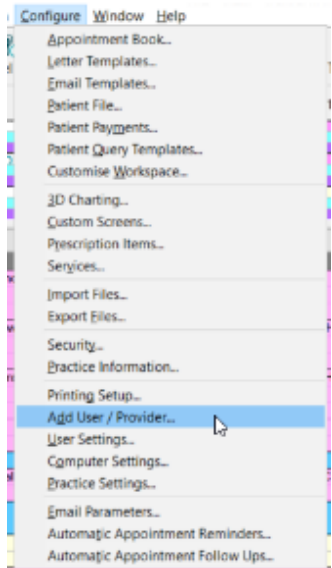 Configure Window Help
Appointment Book...
Letter Templates...
Email Templates...
Patient File...
Patient Payments...
Patient Query Templates...
Customise Workspace...
3D Charting...
Custom Screens...
Prescription Items...
Services...
Import Files...
Export Files...
Security...
Practice Information...
Printing Setup...
Add User / Provider...
User Settings...
Computer Settings...
Practice Settings...
Email Parameters...
Automatic Appointment Reminders...
Automatic Appointment Follow Ups...